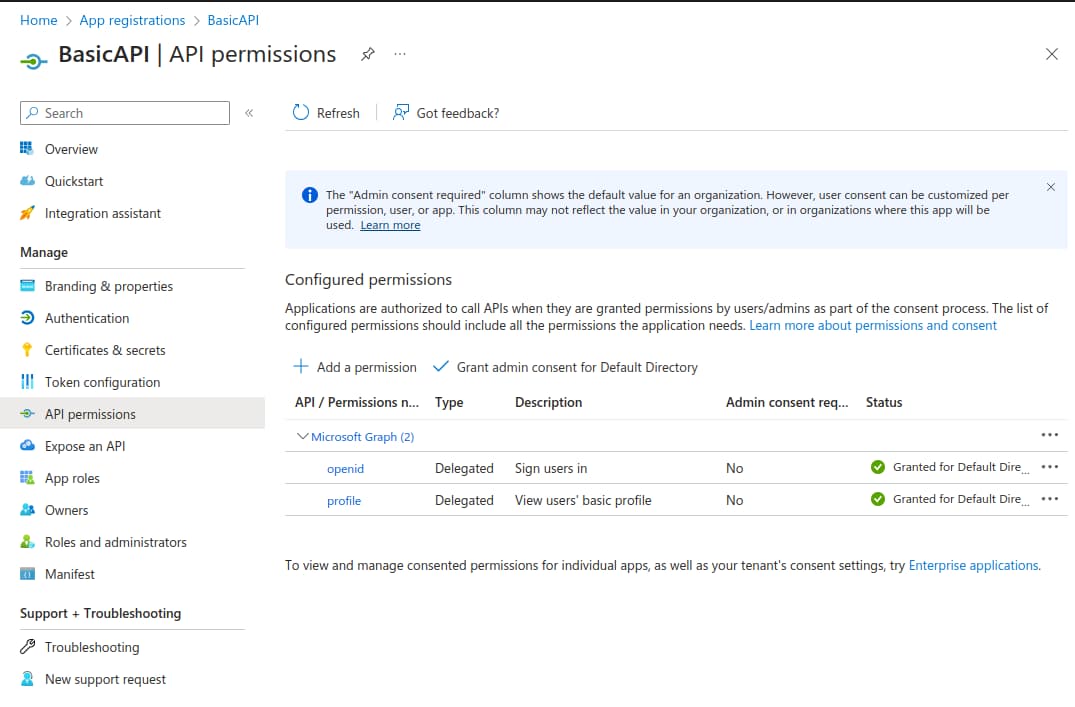 Home > App registrations > BasicAPI
BasicAPI | API permissions ...
Search
«
Refresh
Got feedback?
Overview
Quickstart
Integration assistant
Manage
Branding & properties
Authentication
Certificates & secrets
Token configuration
API permissions
Expose an API
App roles
Owners
Roles and administrators
Manifest
Support + Troubleshooting
Troubleshooting
New support request
The "Admin consent required" column shows the default value for an organization. However, user consent can be customized per
permission, user, or app. This column may not reflect the value in your organization, or in organizations where this app will be
used. Learn more
Configured permissions
Applications are authorized to call APIs when they are granted permissions by users/admins as part of the consent process. The list of
configured permissions should include all the permissions the application needs. Learn more about permissions and consent
Add a permission
Grant admin consent for Default Directory
API / Permissions n... Type Description Admin consent req... Status
Microsoft Graph (2) ...
openid Delegated Sign users in No Granted for Default Dire... ...
profile Delegated View users' basic profile No Granted for Default Dire... ...
To view and manage consented permissions for individual apps, as well as your tenant's consent settings, try Enterprise applications.